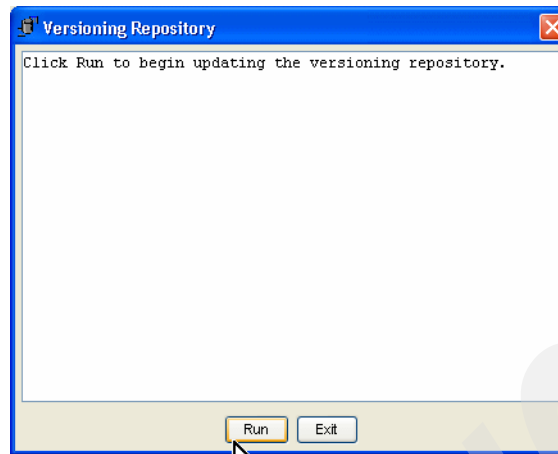 Versioning Repository
Click Run to begin updating the versioning repository.
Run Exit